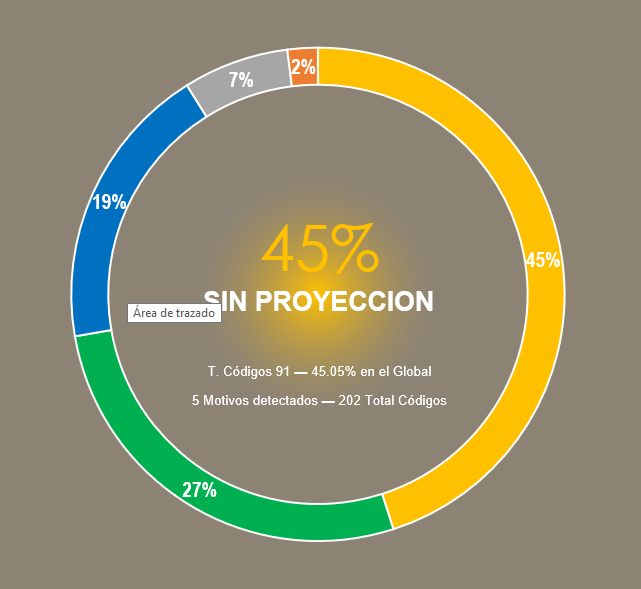 2%
7%
19%
45%
45%
SIN PROYECCION
Área de trazado
T. Códigos 91 — 45.05% en el Global
5 Motivos detectados — 202 Total Códigos
27%